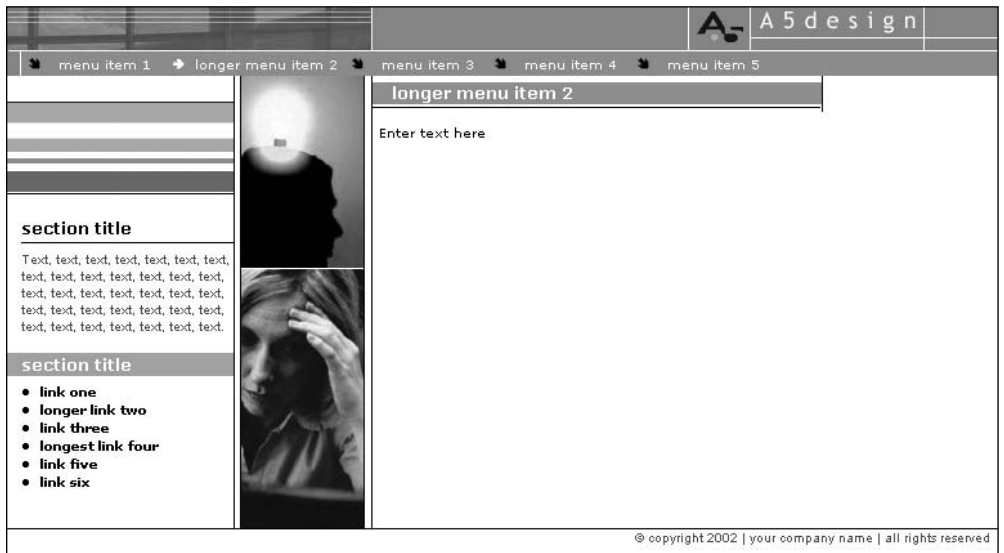 A5design
menu item 1 longer menu item 2 menu item 3 menu item 4 menu item 5
longer menu item 2
Enter text here
section title
Text, text, text, text, text, text, text,
text, text, text, text, text, text, text,
text, text, text, text, text, text, text,
text, text, text, text, text, text, text,
text, text, text, text, text, text, text.
section title
link one
longer link two
link three
longest link four
link five
link six
© copyright 2002 | your company name | all rights reserved